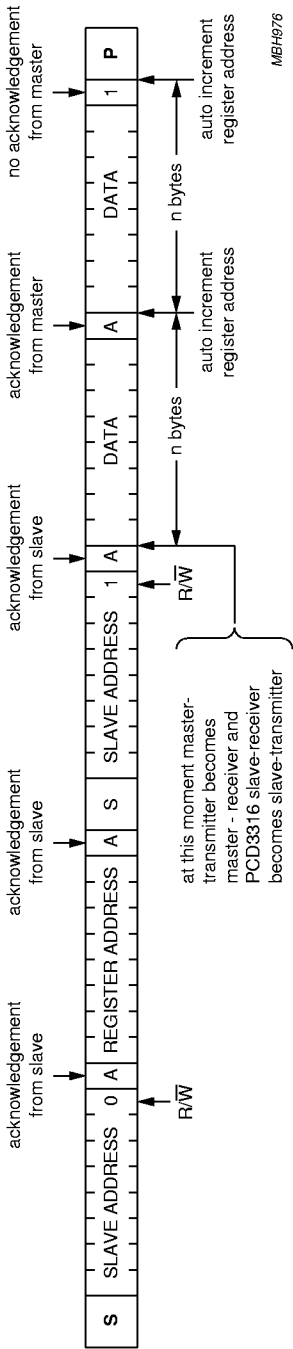 acknowledgement
from slave
acknowledgement
from slave
acknowledgement
from slave
acknowledgement
from master
no acknowledgement
from master
S SLAVE ADDRESS 0 A REGISTER ADDRESS A S SLAVE ADDRESS 1 A DATA A DATA 1 P
R/W̅
R/W̅
n bytes
n bytes
auto increment
register address
auto increment
register address
at this moment master-
transmitter becomes
master - receiver and
PCD3316 slave-receiver
becomes slave-transmitter
MBH976